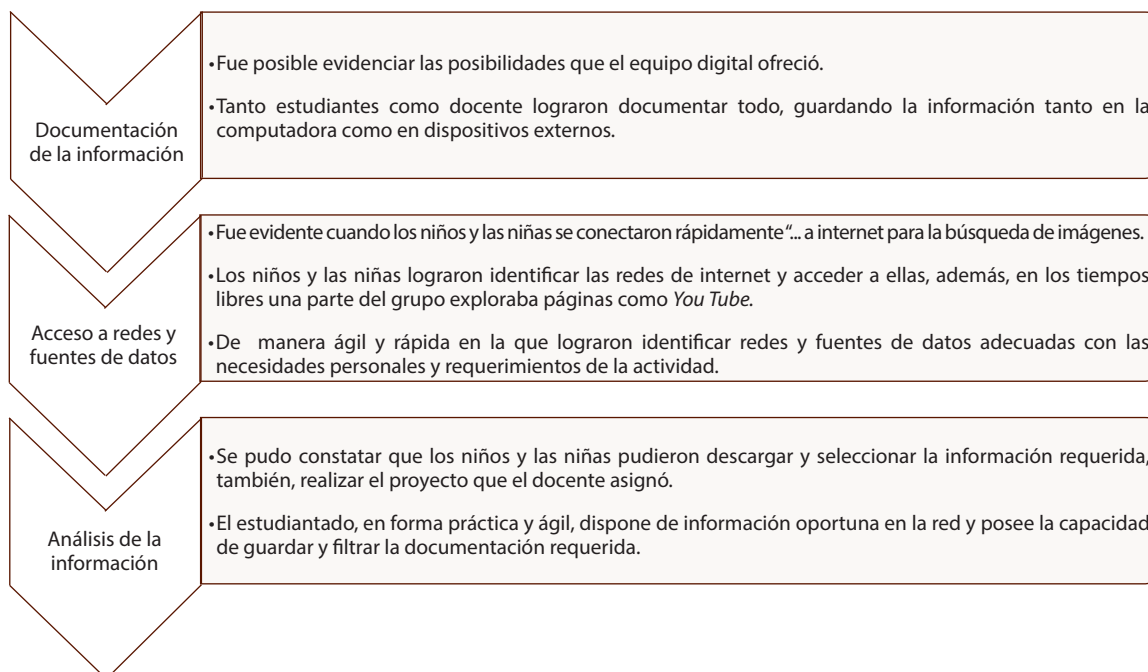 •Fue posible evidenciar las posibilidades que el equipo digital ofreció.
•Tanto estudiantes como docente lograron documentar todo, guardando la información tanto en la
computadora como en dispositivos externos.
Documentación
de la información
•Fue evidente cuando los niños y las niñas se conectaron rápidamente “... a internet para la búsqueda de imágenes.
•Los niños y las niñas lograron identificar las redes de internet y acceder a ellas, además, en los tiempos
libres una parte del grupo exploraba páginas como You Tube.
•De manera ágil y rápida en la que lograron identificar redes y fuentes de datos adecuadas con las
necesidades personales y requerimientos de la actividad.
Acceso a redes y
fuentes de datos
•Se pudo constatar que los niños y las niñas pudieron descargar y seleccionar la información requerida,
también, realizar el proyecto que el docente asignó.
•El estudiantado, en forma práctica y ágil, dispone de información oportuna en la red y posee la capacidad
de guardar y filtrar la documentación requerida.
Análisis de la
información